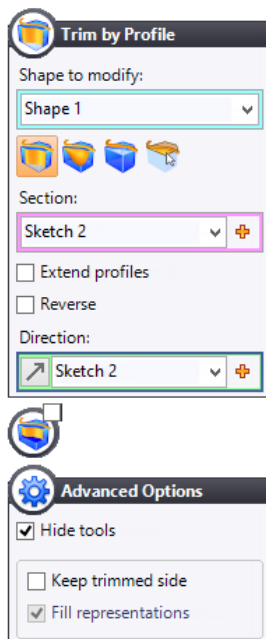 Trim by Profile
Shape to modify:
Shape 1
Section:
Sketch 2
Extend profiles
Reverse
Direction:
Sketch 2
Advanced Options
Hide tools
Keep trimmed side
Fill representations